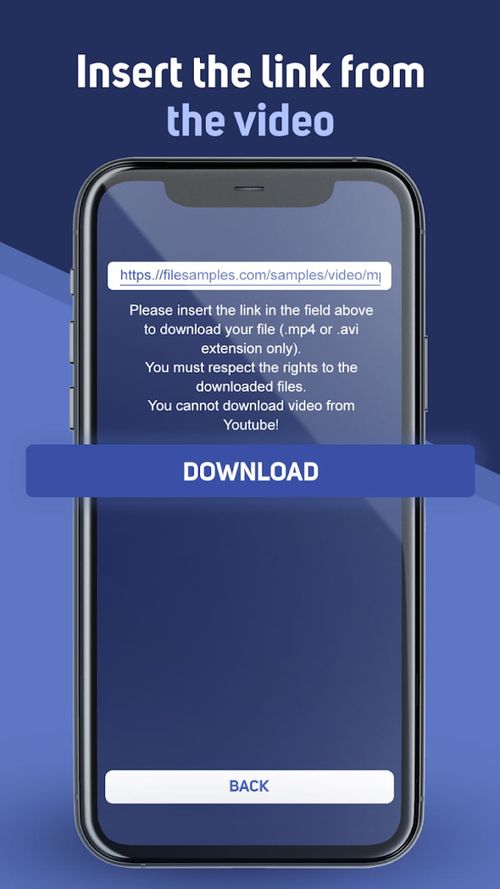 Insert the link from
the video
https://filesamples.com/samples/video/mp
Please insert the link in the field above
to download your file (.mp4 or .avi
extension only).
You must respect the rights to the
downloaded files.
You cannot download video from
Youtube!
DOWNLOAD
BACK